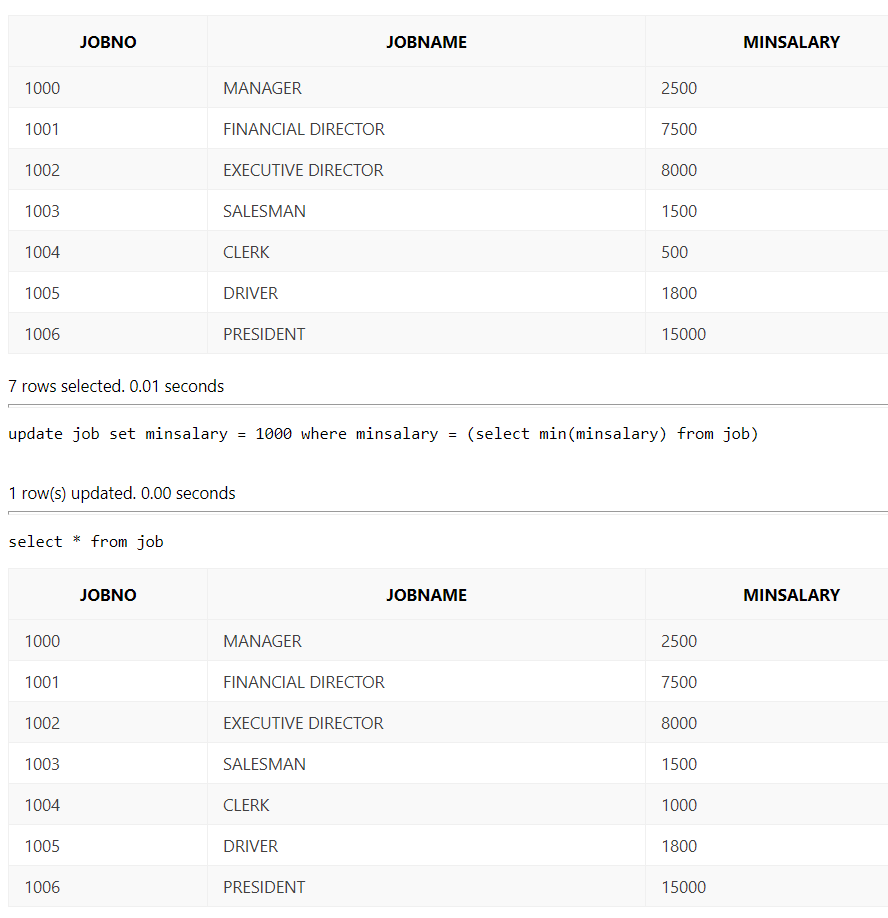 JOBNO JOBNAME MINSALARY
1000 MANAGER 2500
1001 FINANCIAL DIRECTOR 7500
1002 EXECUTIVE DIRECTOR 8000
1003 SALESMAN 1500
1004 CLERK 500
1005 DRIVER 1800
1006 PRESIDENT 15000
7 rows selected. 0.01 seconds
update job set minsalary = 1000 where minsalary = (select min(minsalary) from job)
1 row(s) updated. 0.00 seconds
select * from job
JOBNO JOBNAME MINSALARY
1000 MANAGER 2500
1001 FINANCIAL DIRECTOR 7500
1002 EXECUTIVE DIRECTOR 8000
1003 SALESMAN 1500
1004 CLERK 1000
1005 DRIVER 1800
1006 PRESIDENT 15000